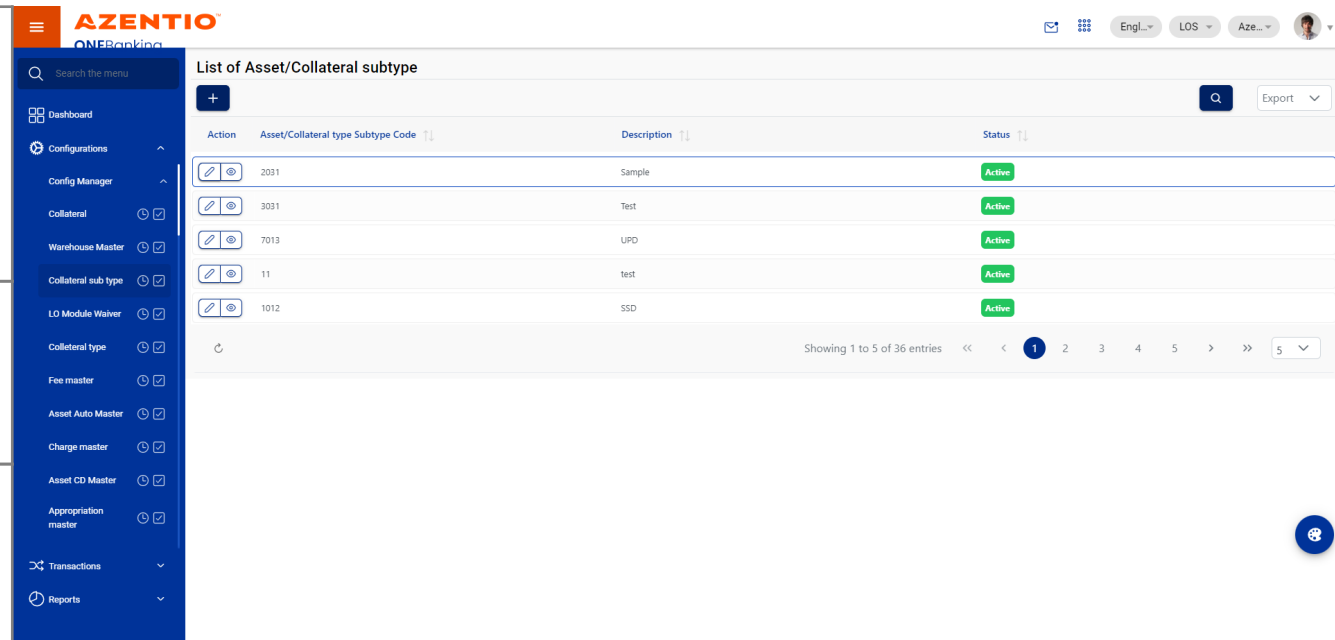 AZENTIO™
ONEBanking
Engl...
LOS
Aze...
Search the menu
Dashboard
Configurations
Config Manager
Collateral
Warehouse Master
Collateral sub type
LO Module Waiver
Colleteral type
Fee master
Asset Auto Master
Charge master
Asset CD Master
Appropriation
master
Transactions
Reports
List of Asset/Collateral subtype
+
Export
Action Asset/Collateral type Subtype Code Description Status
2031 Sample Active
3031 Test Active
7013 UPD Active
11 test Active
1012 SSD Active
Showing 1 to 5 of 36 entries << < 1 2 3 4 5 > >> 5